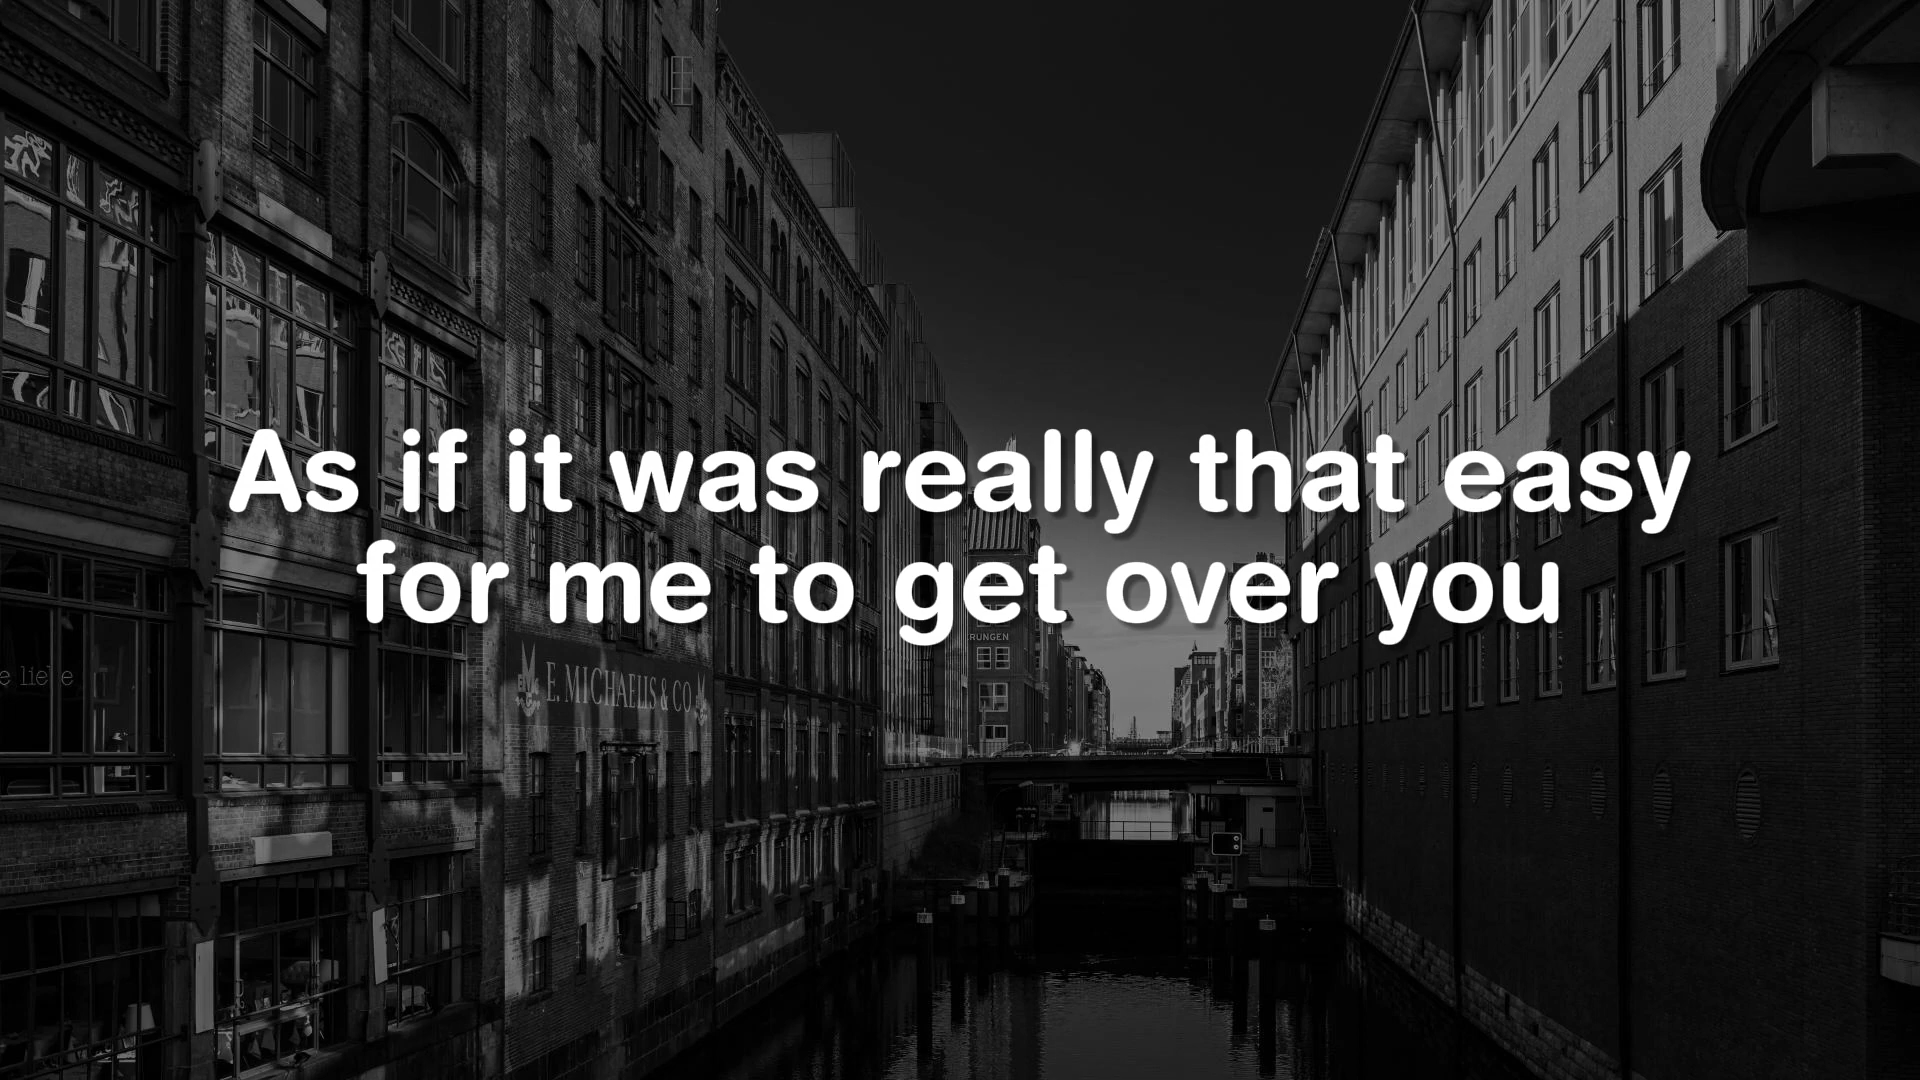 As if it was really that easy
for me to get over you
RUNGEN
E. MICHAELIS & CO